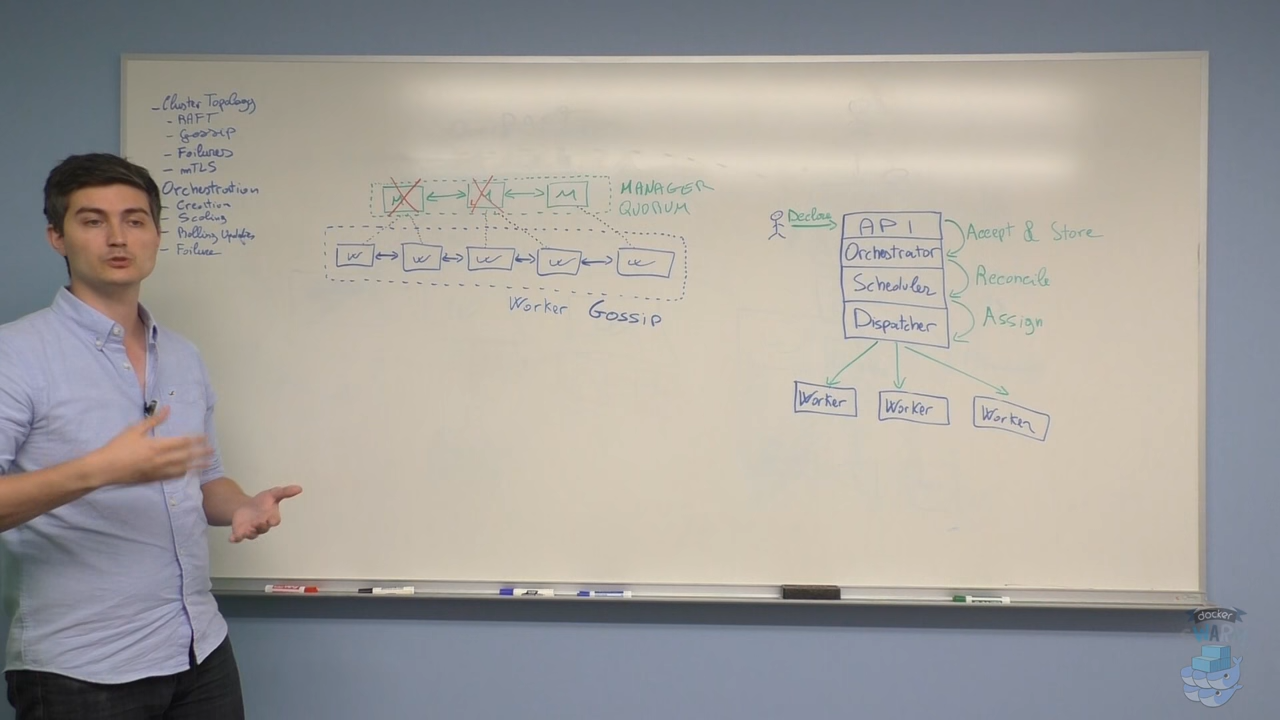 - Cluster Topology
- RAFT
- Gossip
- Failures
- mTLS
Orchestration
- Creation
- Scaling
- Rolling Updates
- Failure
M M M
MANAGER
QUORUM
W W W W W
Worker Gossip
Declare
API
Accept & Store
Orchestrator
Reconcile
Scheduler
Assign
Dispatcher
Worker Worker Worker
docker